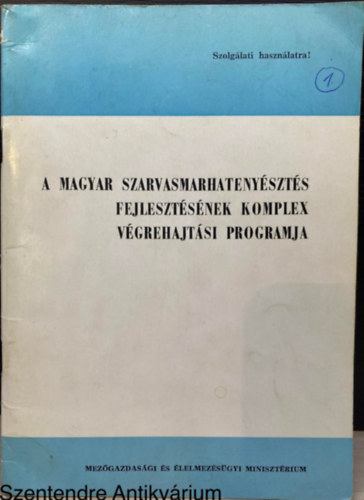 Szolgálati használatra!
1
A MAGYAR SZARVASMARHATENYÉSZTÉS
FEJLESZTÉSÉNEK KOMPLEX
VÉGREHAJTÁSI PROGRAMJA
MEZŐGAZDASÁGI ÉS ÉLELMEZÉSÜGYI MINISZTÉRIUM
Szentendre Antikvárium